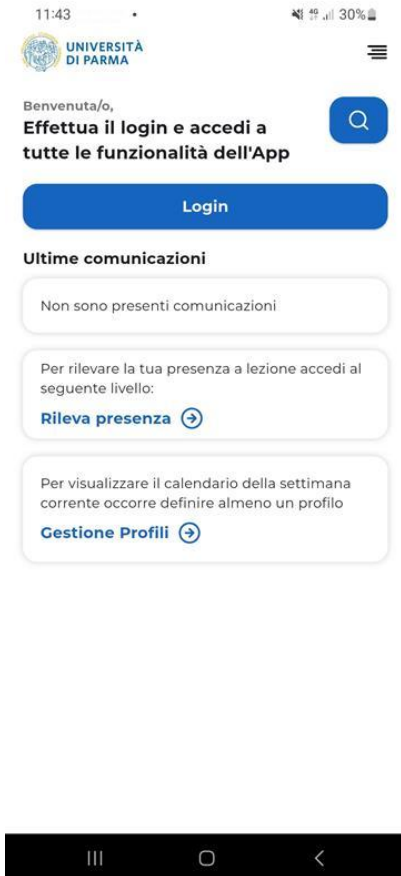 11:43
30%
UNIVERSITÀ
DI PARMA
Benvenuta/o,
Effettua il login e accedi a
tutte le funzionalità dell'App
Login
Ultime comunicazioni
Non sono presenti comunicazioni
Per rilevare la tua presenza a lezione accedi al
seguente livello:
Rileva presenza
Per visualizzare il calendario della settimana
corrente occorre definire almeno un profilo
Gestione Profili